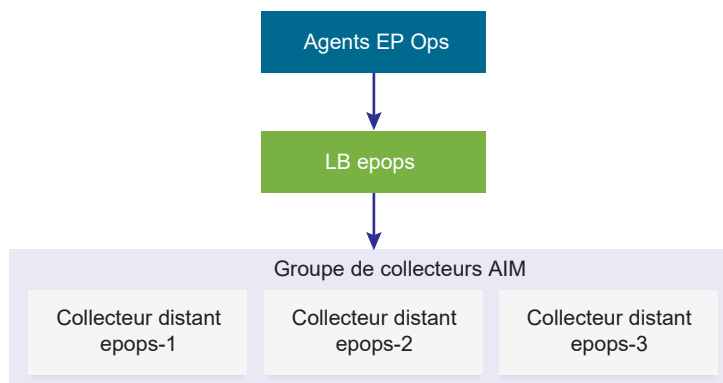 Agents EP Ops
LB epops
Groupe de collecteurs AIM
Collecteur distant
epops-1
Collecteur distant
epops-2
Collecteur distant
epops-3